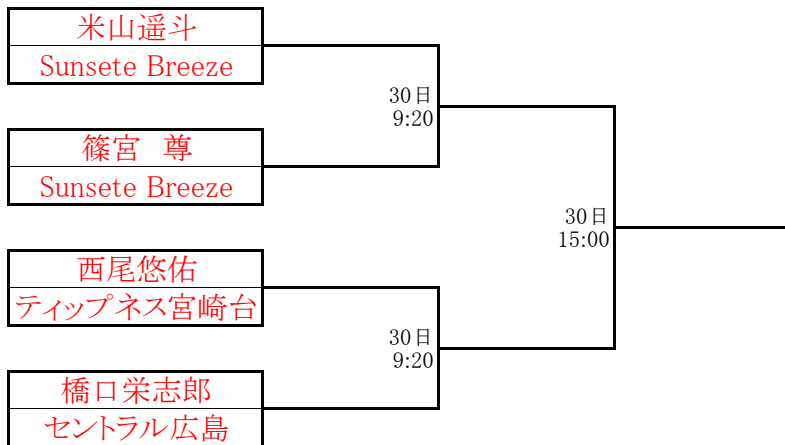 米山遥斗
Sunsete Breeze
30日
9:20
篠宮　尊
Sunsete Breeze
30日
15:00
西尾悠佑
ティップネス宮崎台
30日
9:20
橋口栄志郎
セントラル広島